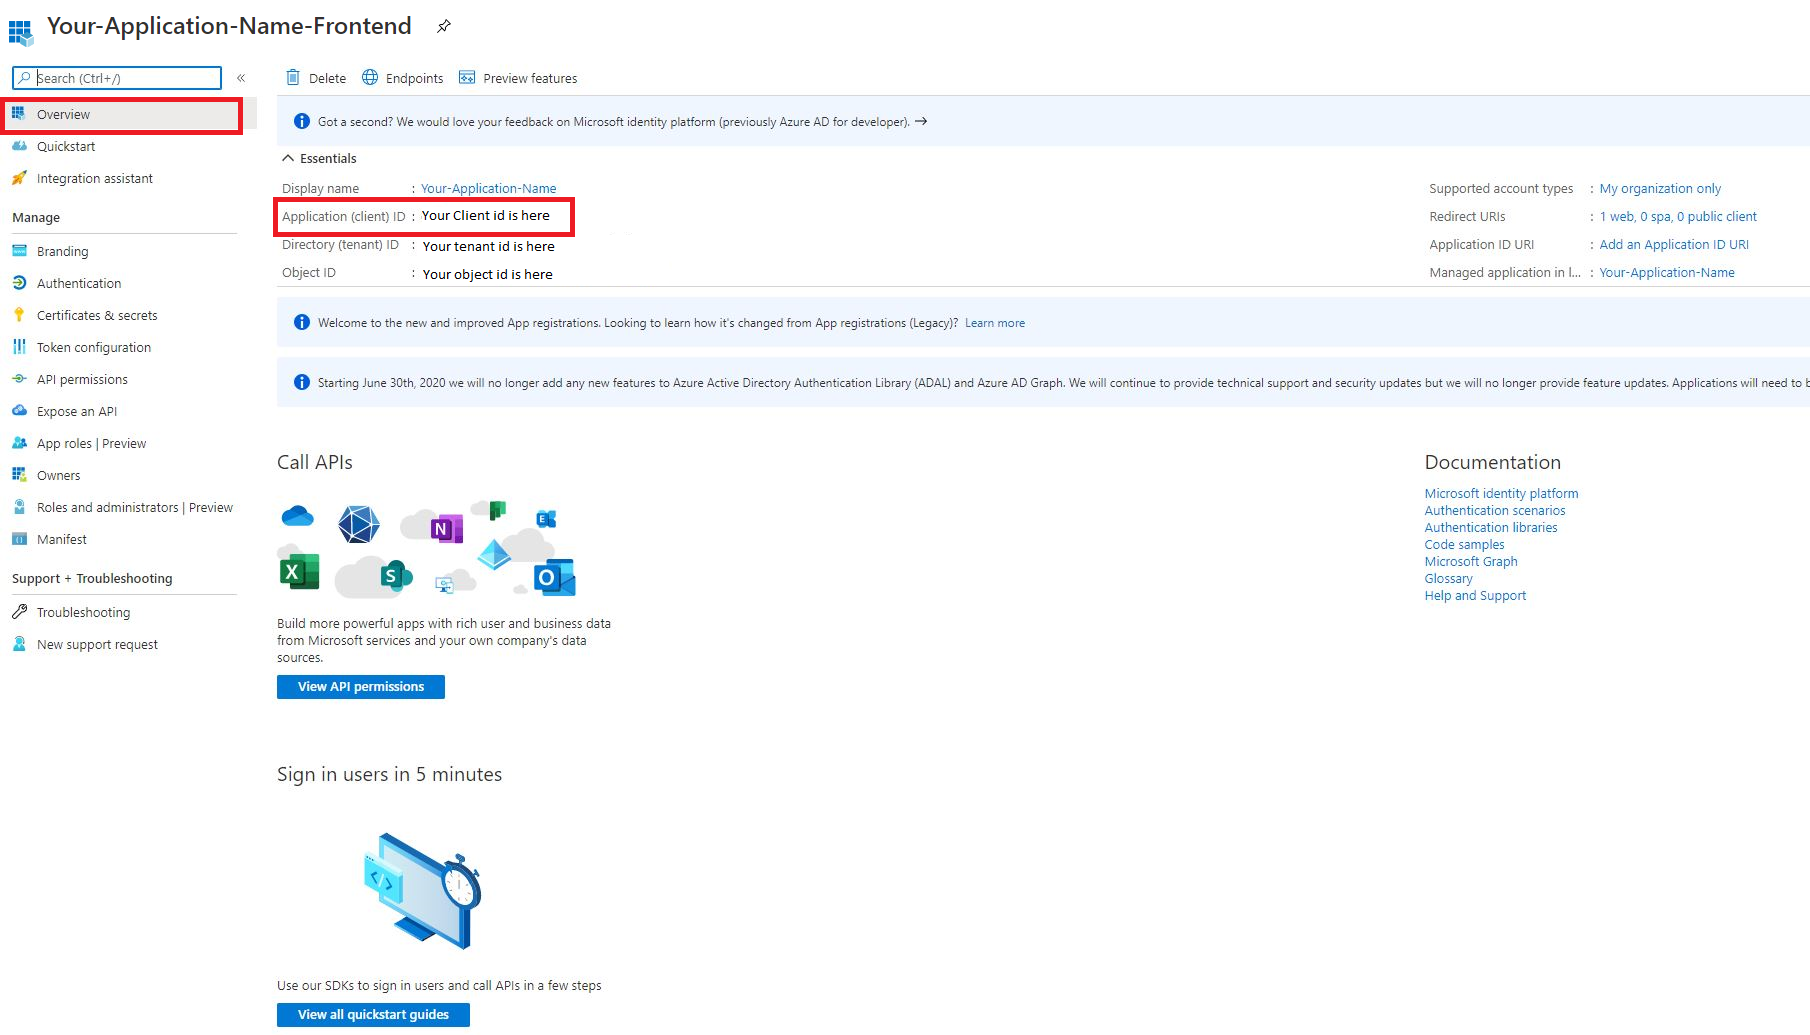 Your-Application-Name-Frontend
Search (Ctrl+/)
«
Overview
Quickstart
Integration assistant
Manage
Branding
Authentication
Certificates & secrets
Token configuration
API permissions
Expose an API
App roles | Preview
Owners
Roles and administrators | Preview
Manifest
Support + Troubleshooting
Troubleshooting
New support request
Delete Endpoints Preview features
Got a second? We would love your feedback on Microsoft identity platform (previously Azure AD for developer). →
Essentials
Display name : Your-Application-Name
Application (client) ID : Your Client id is here
Directory (tenant) ID : Your tenant id is here
Object ID : Your object id is here
Supported account types : My organization only
Redirect URIs : 1 web, 0 spa, 0 public client
Application ID URI : Add an Application ID URI
Managed application in l... : Your-Application-Name
Welcome to the new and improved App registrations. Looking to learn how it's changed from App registrations (Legacy)? Learn more
Starting June 30th, 2020 we will no longer add any new features to Azure Active Directory Authentication Library (ADAL) and Azure AD Graph. We will continue to provide technical support and security updates but we will no longer provide feature updates. Applications will need to b
Call APIs
N
E
X
S
O
Build more powerful apps with rich user and business data
from Microsoft services and your own company's data
sources.
View API permissions
Documentation
Microsoft identity platform
Authentication scenarios
Authentication libraries
Code samples
Microsoft Graph
Glossary
Help and Support
Sign in users in 5 minutes
</>
Use our SDKs to sign in users and call APIs in a few steps
View all quickstart guides